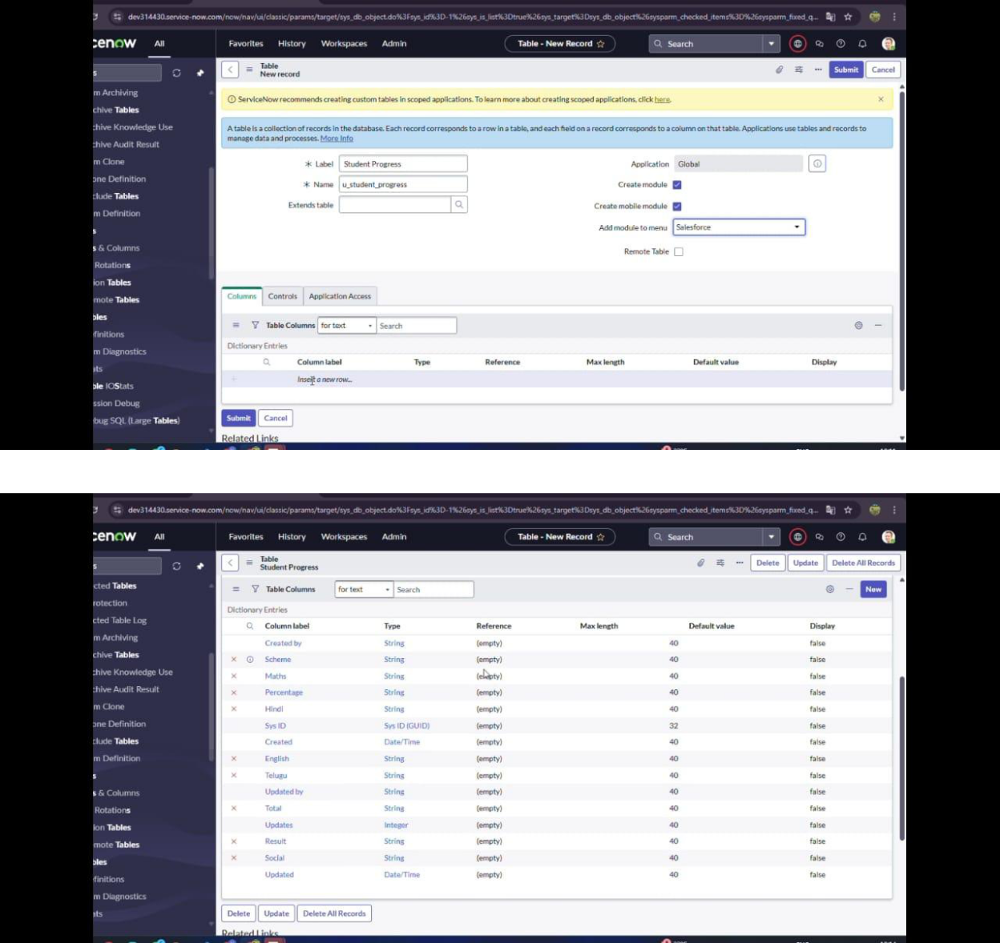 dev314430.service-now.com/now/nav/ui/classic/params/target/sys_db_object.do%3Fsys_id%3D-1%26sys_is_list%3Dtrue%26sys_target%3Dsys_db_object%26sysparm_checked_items%3D%26sysparm_fixed_q...
cenow All Favorites History Workspaces Admin Table - New Record Search
s
Table
New record
Submit Cancel
m Archiving
chive Tables
chive Knowledge Use
chive Audit Result
m Clone
one Definition
clude Tables
m Definition
s
s & Columns
Rotations
ion Tables
mote Tables
bles
finitions
m Diagnostics
ats
ble IOStats
ssion Debug
bug SQL (Large Tables)
ServiceNow recommends creating custom tables in scoped applications. To learn more about creating scoped applications, click here.
A table is a collection of records in the database. Each record corresponds to a row in a table, and each field on a record corresponds to a column on that table. Applications use tables and records to
manage data and processes. More Info
Label Student Progress
Name u_student_progress
Extends table
Application Global
Create module
Create mobile module
Add module to menu Salesforce
Remote Table
Columns Controls Application Access
Table Columns for text Search
Dictionary Entries
Column label Type Reference Max length Default value Display
Insert a new row...
Submit Cancel
Related Links
dev314430.service-now.com/now/nav/ui/classic/params/target/sys_db_object.do%3Fsys_id%3D-1%26sys_is_list%3Dtrue%26sys_target%3Dsys_db_object%26sysparm_checked_items%3D%26sysparm_fixed_q...
cenow All Favorites History Workspaces Admin Table - New Record Search
s
Table
Student Progress
Delete Update Delete All Records
cted Tables
rotection
cted Table Log
m Archiving
chive Tables
chive Knowledge Use
chive Audit Result
m Clone
one Definition
clude Tables
m Definition
s
s & Columns
Rotations
ion Tables
mote Tables
bles
finitions
m Diagnostics
ats
Table Columns for text Search New
Dictionary Entries
Column label Type Reference Max length Default value Display
Created by String (empty) 40 false
Scheme String (empty) 40 false
Maths String (empty) 40 false
Percentage String (empty) 40 false
Hindi String (empty) 40 false
Sys ID Sys ID (GUID) (empty) 32 false
Created Date/Time (empty) 40 false
English String (empty) 40 false
Telugu String (empty) 40 false
Updated by String (empty) 40 false
Total String (empty) 40 false
Updates Integer (empty) 40 false
Result String (empty) 40 false
Social String (empty) 40 false
Updated Date/Time (empty) 40 false
Delete Update Delete All Records
Related Links